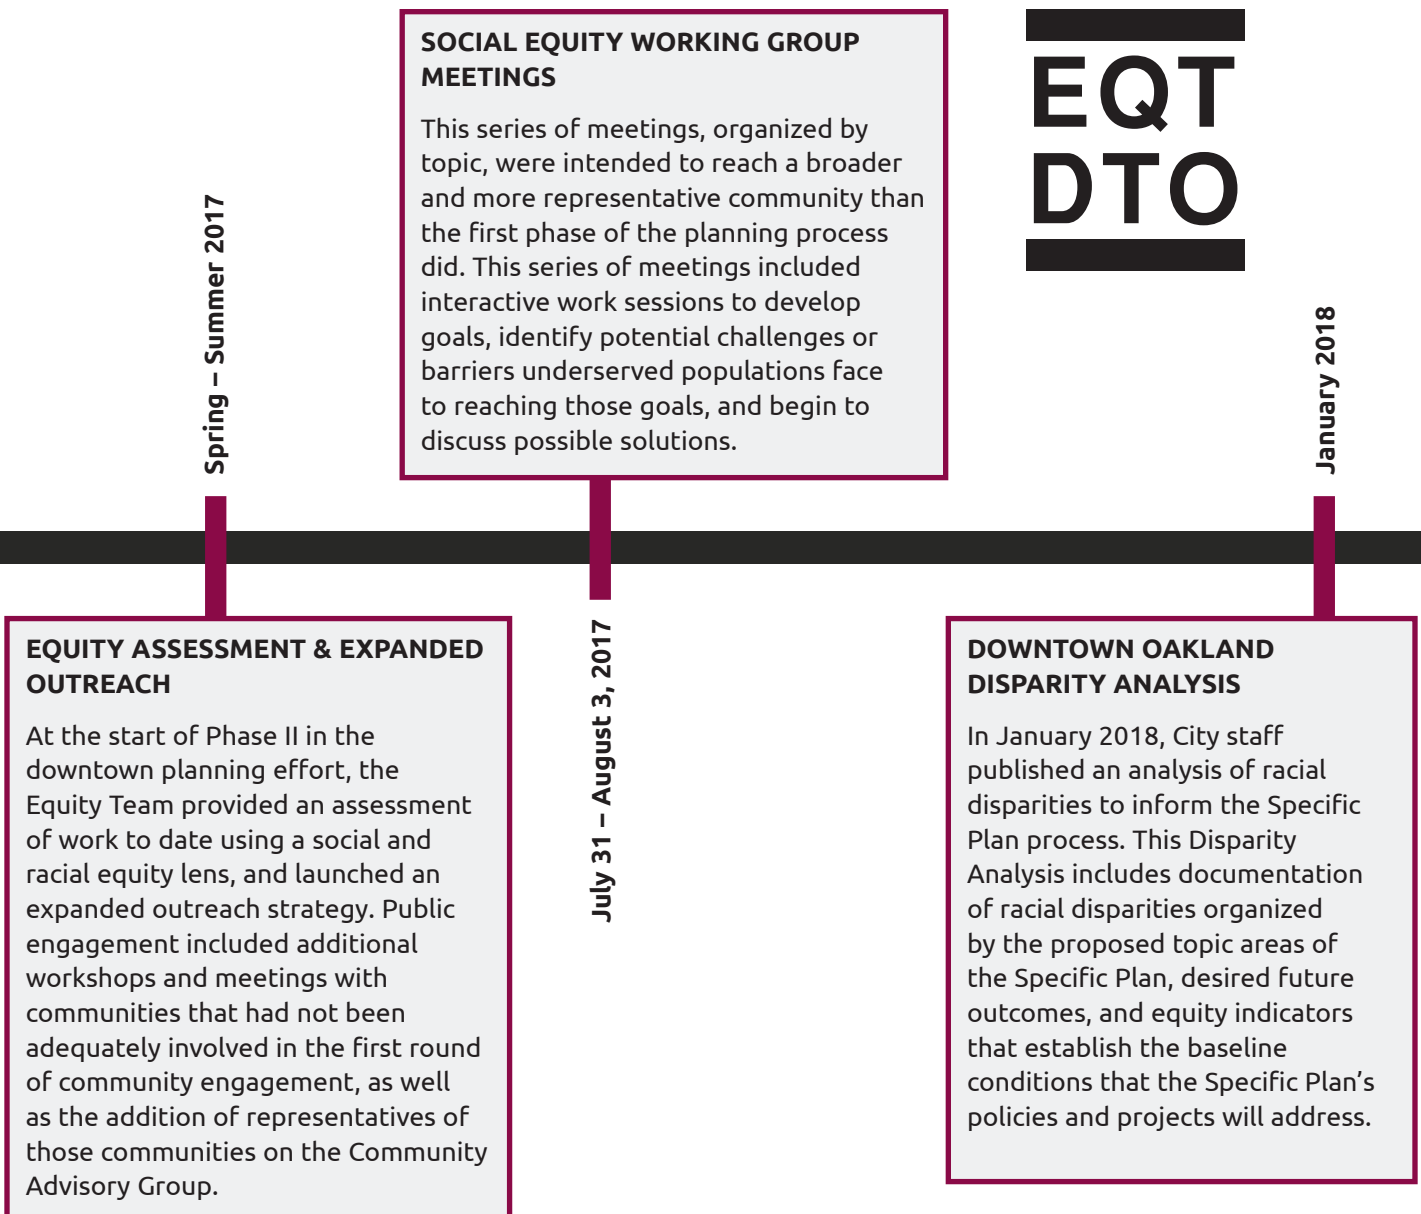 Spring – Summer 2017
EQUITY ASSESSMENT & EXPANDED
OUTREACH
At the start of Phase II in the
downtown planning effort, the
Equity Team provided an assessment
of work to date using a social and
racial equity lens, and launched an
expanded outreach strategy. Public
engagement included additional
workshops and meetings with
communities that had not been
adequately involved in the first round
of community engagement, as well
as the addition of representatives of
those communities on the Community
Advisory Group.
SOCIAL EQUITY WORKING GROUP
MEETINGS
This series of meetings, organized by
topic, were intended to reach a broader
and more representative community than
the first phase of the planning process
did. This series of meetings included
interactive work sessions to develop
goals, identify potential challenges or
barriers underserved populations face
to reaching those goals, and begin to
discuss possible solutions.
July 31 – August 3, 2017
EQT
DTO
January 2018
DOWNTOWN OAKLAND
DISPARITY ANALYSIS
In January 2018, City staff
published an analysis of racial
disparities to inform the Specific
Plan process. This Disparity
Analysis includes documentation
of racial disparities organized
by the proposed topic areas of
the Specific Plan, desired future
outcomes, and equity indicators
that establish the baseline
conditions that the Specific Plan’s
policies and projects will address.